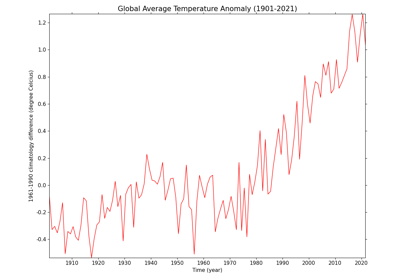 Global Average Temperature Anomaly (1901-2021)
1.2
1.0
0.8
0.6
0.4
0.2
0.0
-0.2
-0.4
1961-1990 climatology difference (degree Celcius)
1910 1920 1930 1940 1950 1960 1970 1980 1990 2000 2010 2020
Time (year)